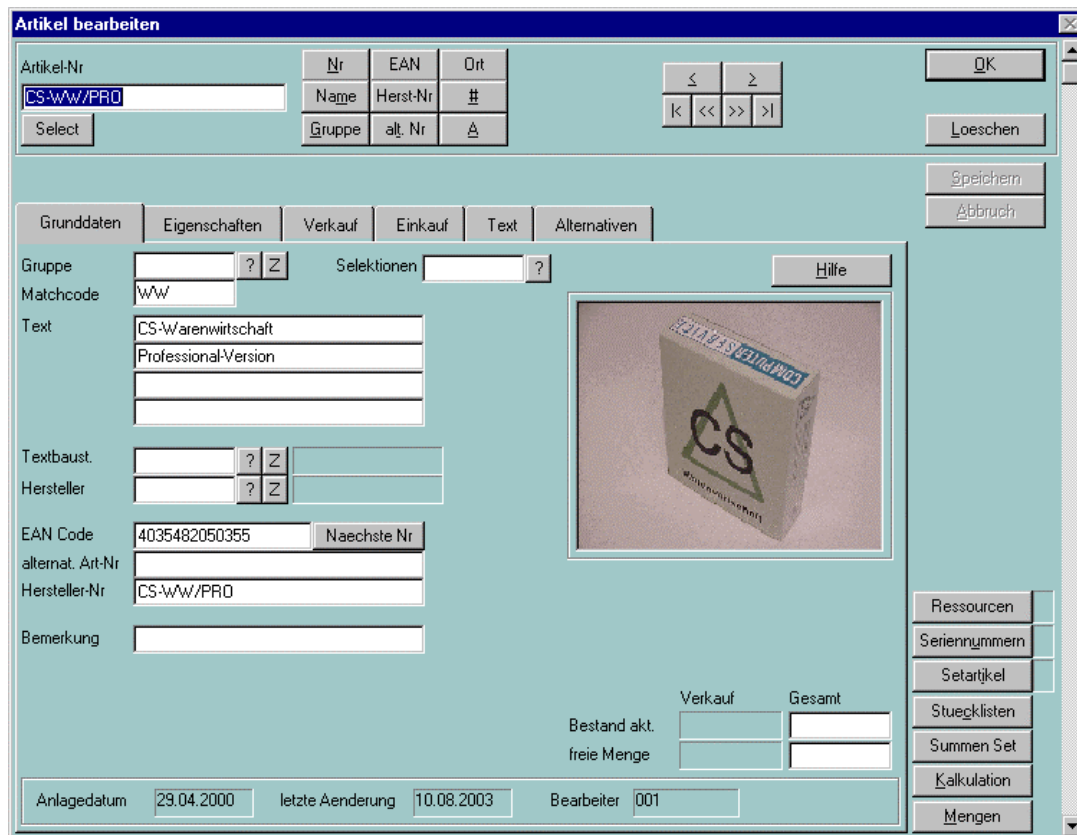 Artikel bearbeiten
Artikel-Nr
Nr EAN Ort
< >
OK
CS-WW/PRO
Name Herst-Nr #
|< << >> >|
Select
Gruppe alt. Nr A
Loeschen
Speichern
Abbruch
Grunddaten Eigenschaften Verkauf Einkauf Text Alternativen
Gruppe ? Z Selektionen ? Hilfe
Matchcode WW
Text CS-Warenwirtschaft
Professional-Version
COMPUTER SERVICE
CS
Warenwirtschaft
Textbaust. ? Z
Hersteller ? Z
EAN Code 4035482050355 Naechste Nr
alternat. Art-Nr
Hersteller-Nr CS-WW/PRO
Bemerkung
Ressourcen
Seriennummern
Setartikel
Verkauf Gesamt
Stuecklisten
Bestand akt.
Summen Set
freie Menge
Kalkulation
Anlagedatum 29.04.2000 letzte Aenderung 10.08.2003 Bearbeiter 001
Mengen